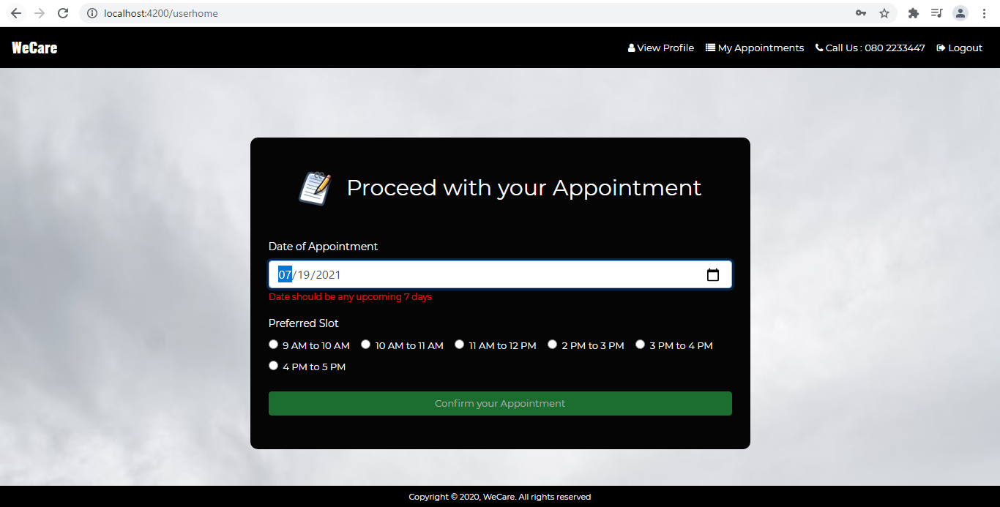 localhost:4200/userhome
WeCare
View Profile My Appointments Call Us : 080 2233447 Logout
Proceed with your Appointment
Date of Appointment
07/19/2021
Date should be any upcoming 7 days
Preferred Slot
9 AM to 10 AM 10 AM to 11 AM 11 AM to 12 PM 2 PM to 3 PM 3 PM to 4 PM
4 PM to 5 PM
Confirm your Appointment
Copyright © 2020, WeCare. All rights reserved